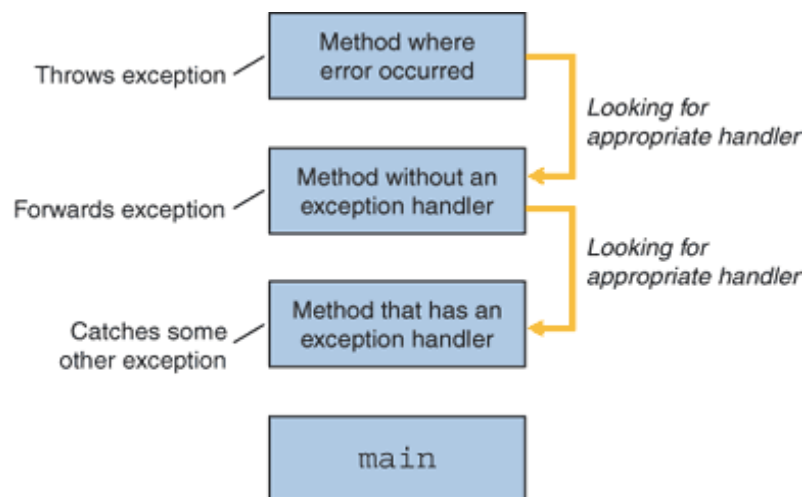 Method where
error occurred
Throws exception
Looking for
appropriate handler
Method without an
exception handler
Forwards exception
Looking for
appropriate handler
Method that has an
exception handler
Catches some
other exception
main